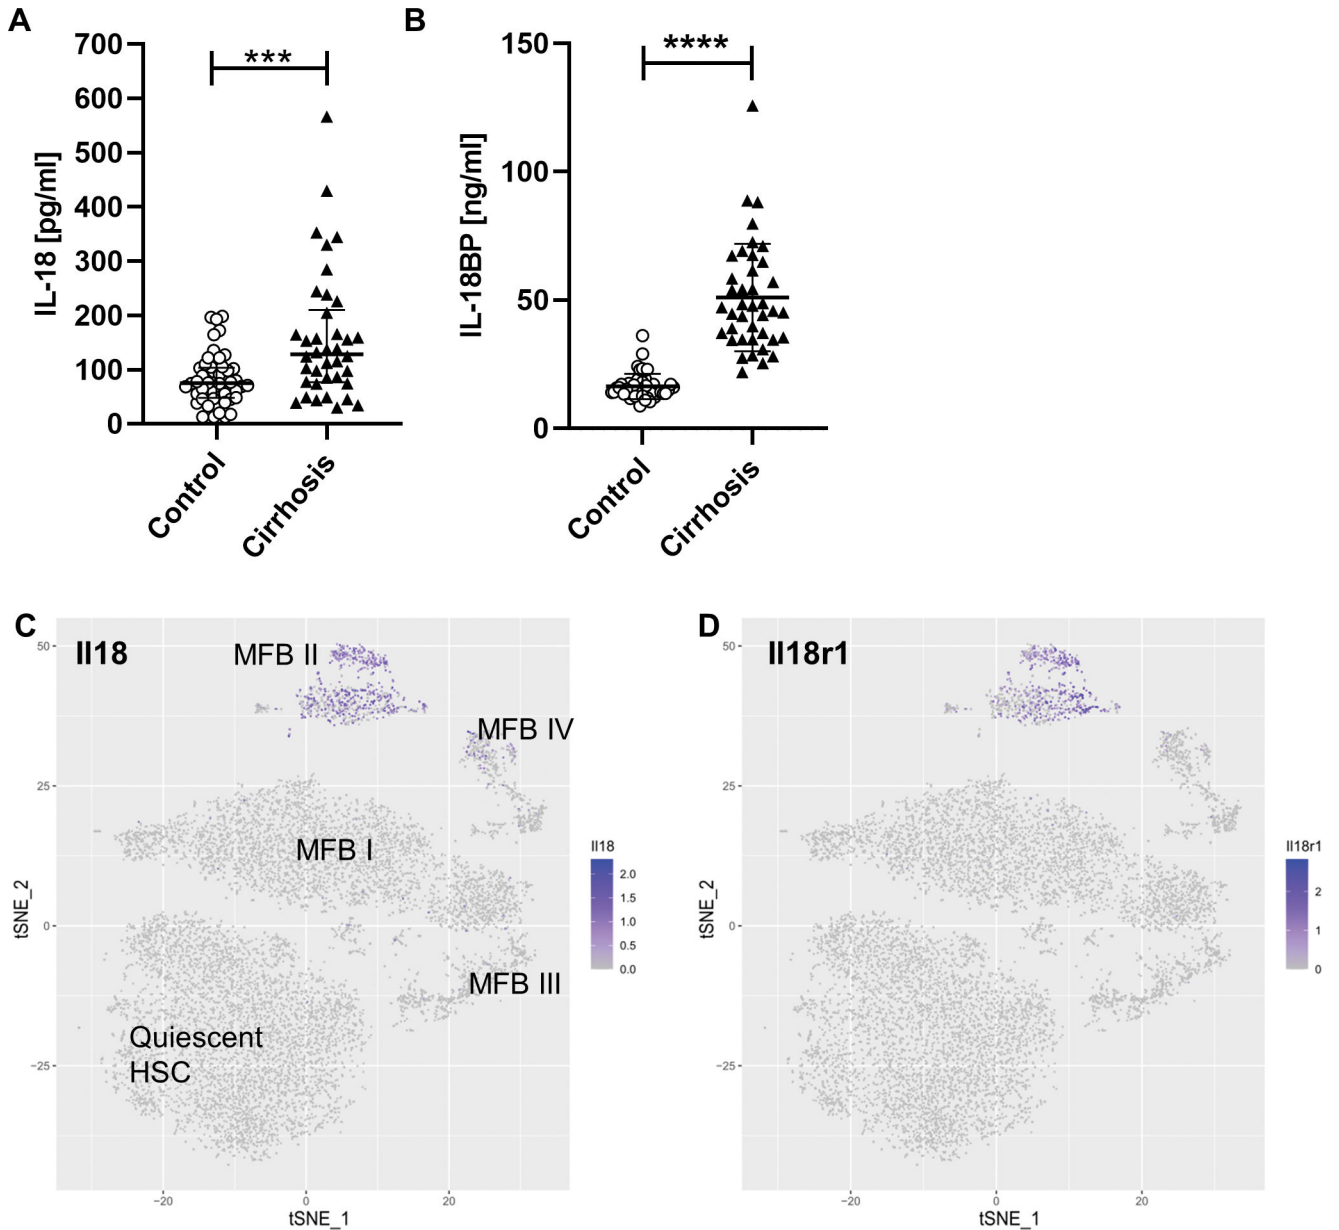 A
700
600
500
400
300
200
100
0
IL-18 [pg/ml]
***
Control
Cirrhosis
B
150
100
50
0
IL-18BP [ng/ml]
****
Control
Cirrhosis
C
Il18
MFB II
MFB IV
MFB I
MFB III
Quiescent
HSC
50
25
0
−25
tSNE_2
−20
0
20
tSNE_1
Il18
2.0
1.5
1.0
0.5
0.0
D
Il18r1
50
25
0
−25
tSNE_2
−20
0
20
tSNE_1
Il18r1
2
1
0